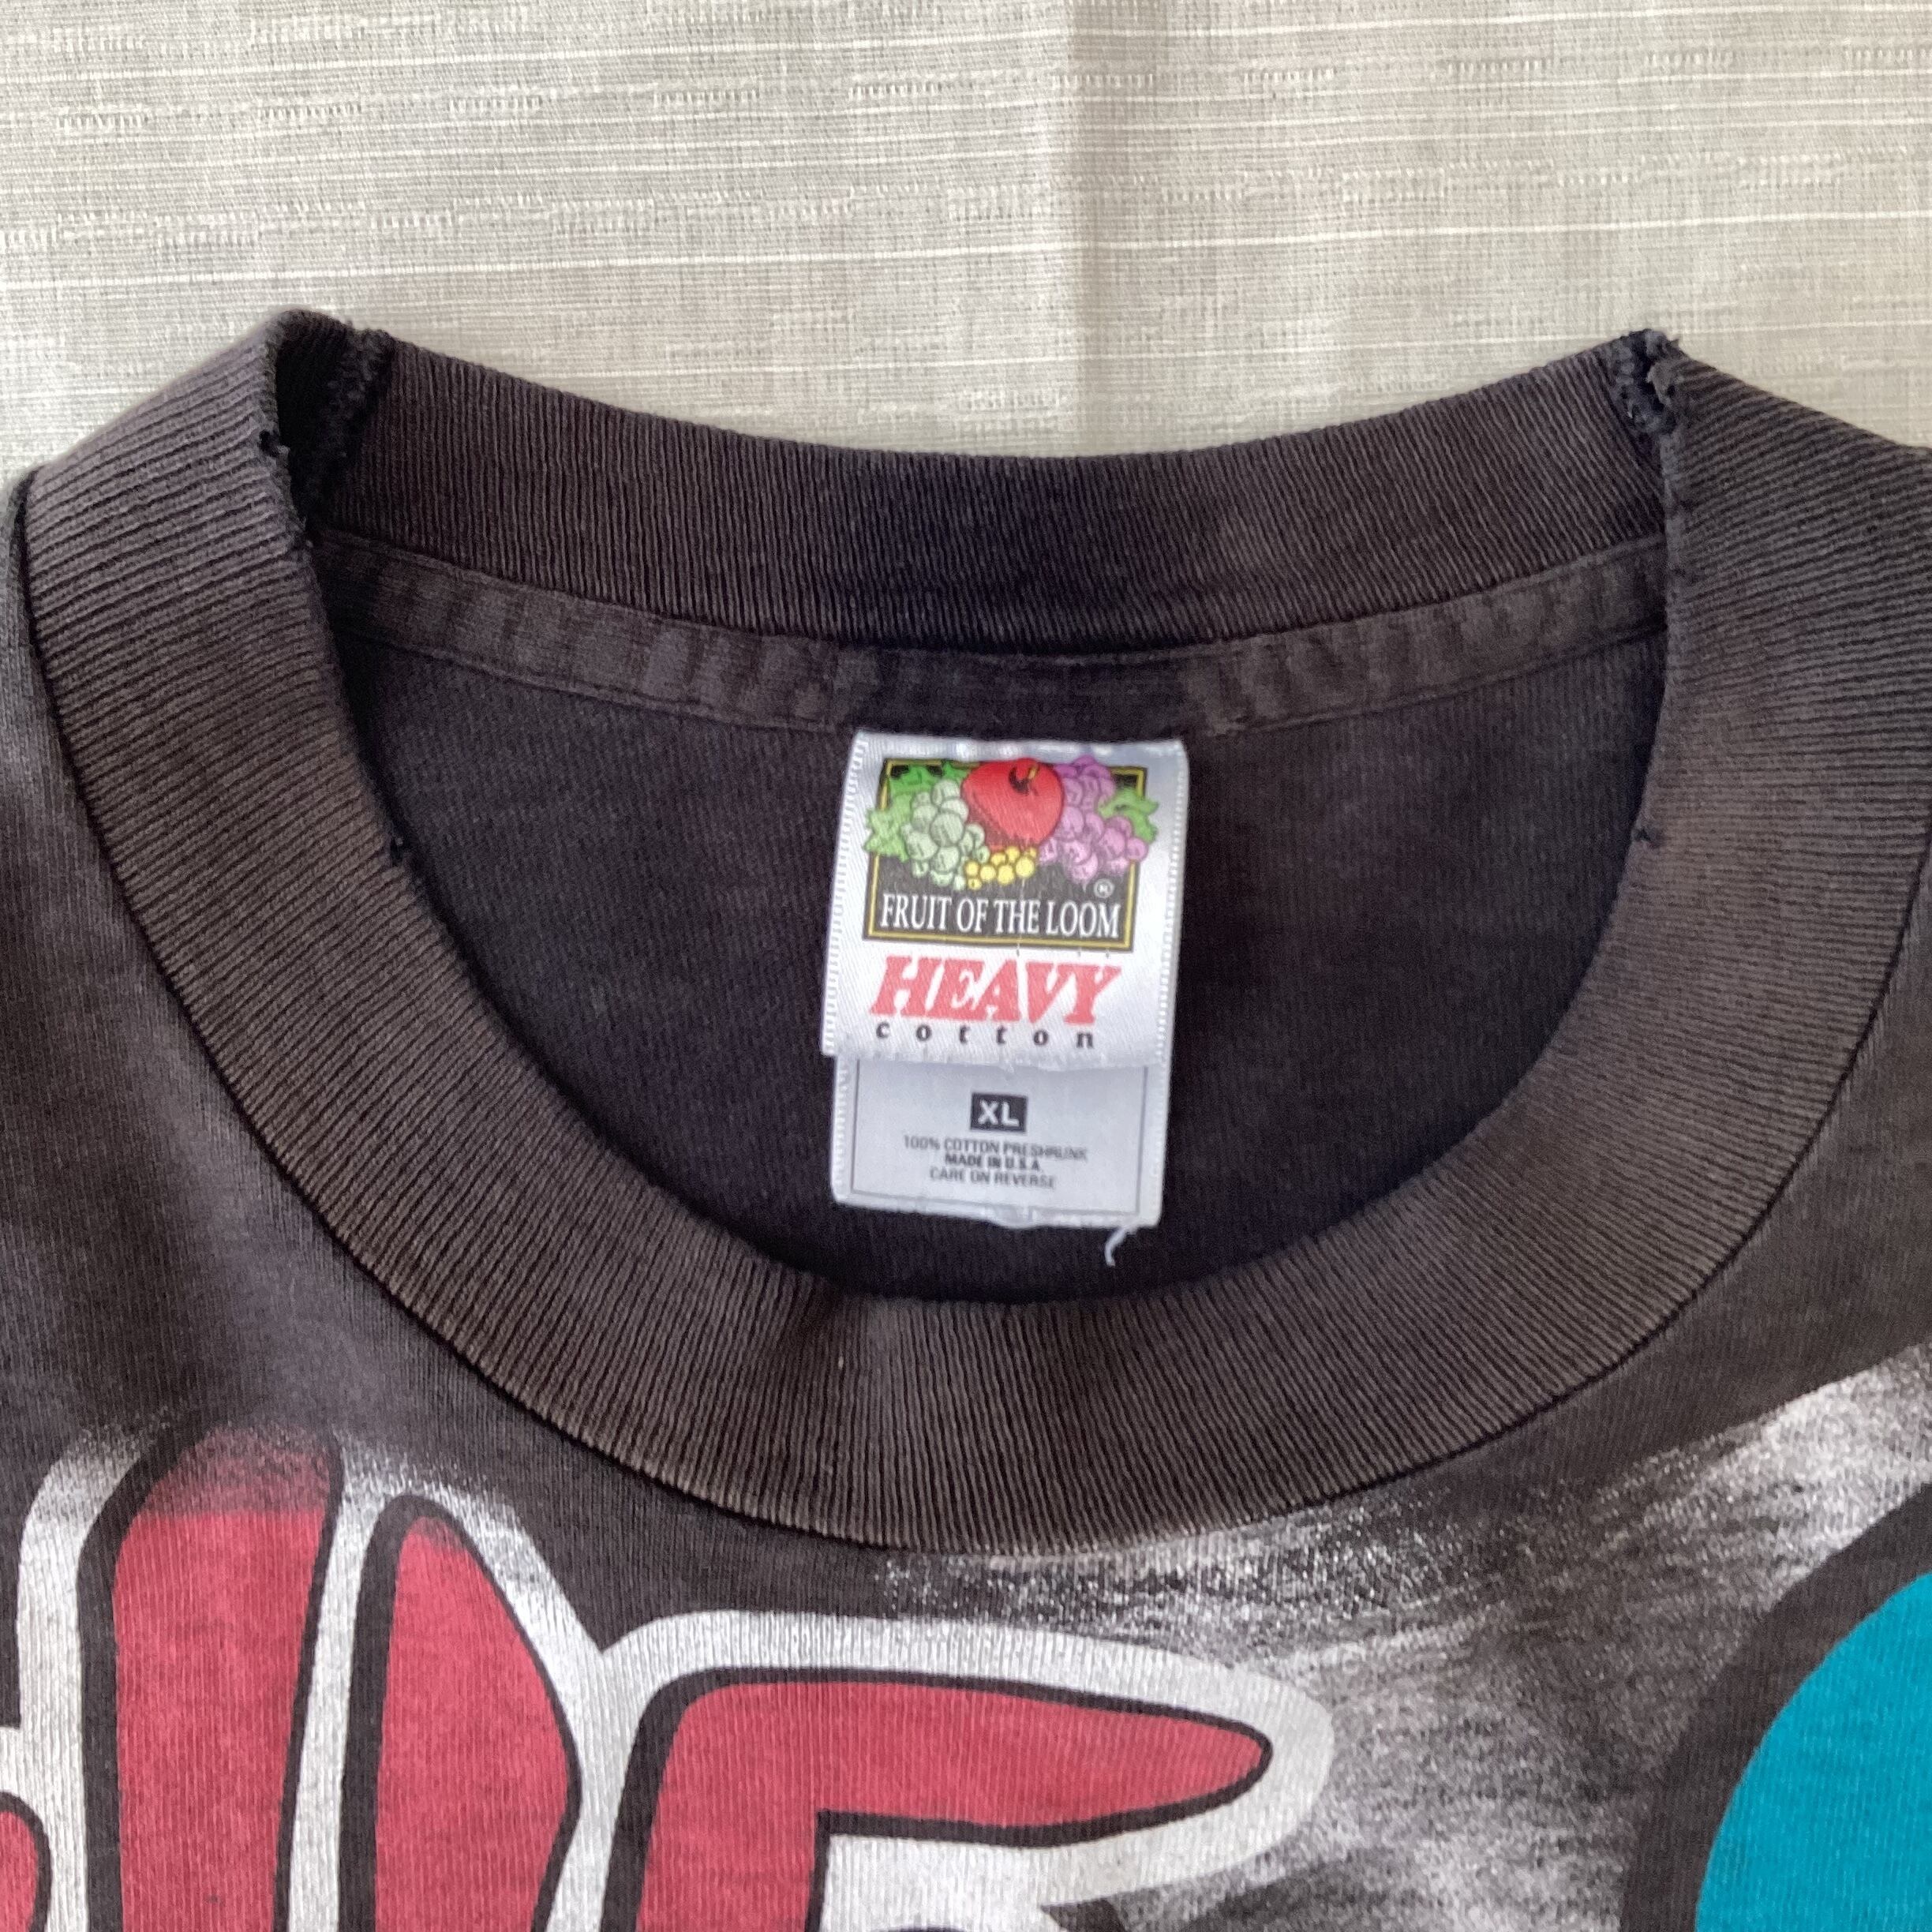 ®
FRUIT OF THE LOOM
HEAVY
cotton
XL
100% COTTON PRESHRUNK
MADE IN U.S.A.
CARE ON REVERSE